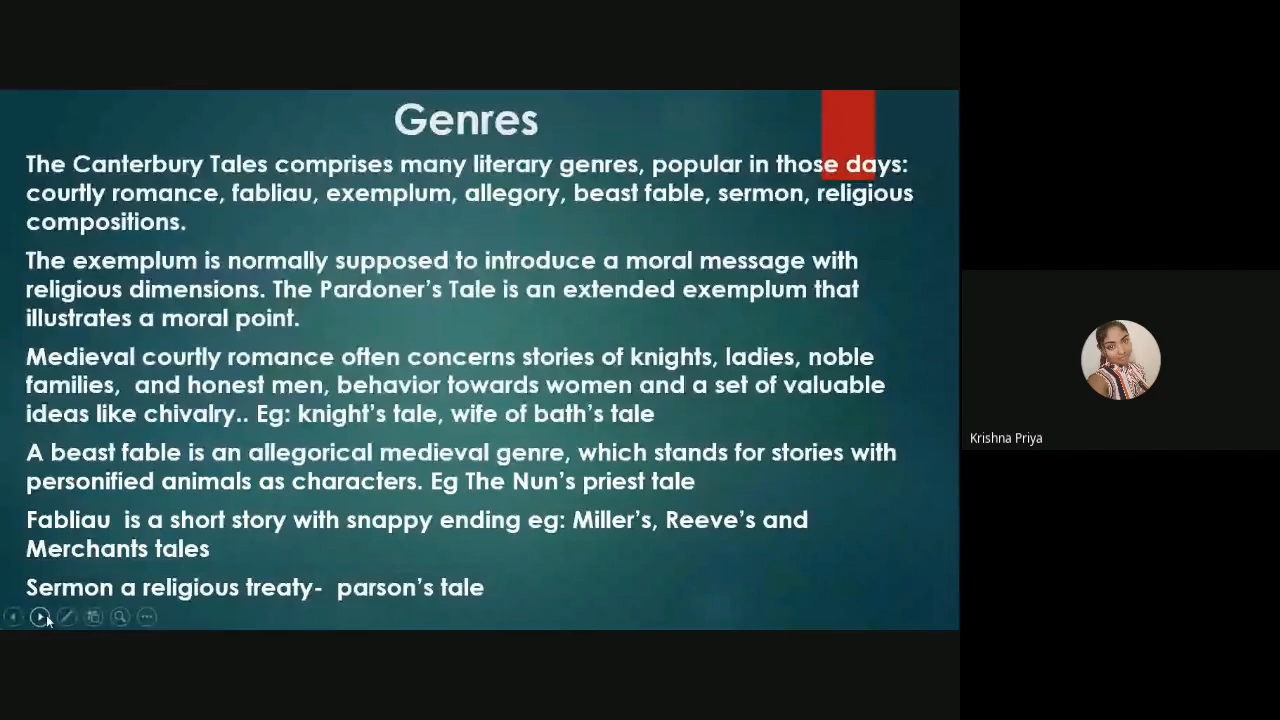 Genres
The Canterbury Tales comprises many literary genres, popular in those days:
courtly romance, fabliau, exemplum, allegory, beast fable, sermon, religious
compositions.
The exemplum is normally supposed to introduce a moral message with
religious dimensions. The Pardoner's Tale is an extended exemplum that
illustrates a moral point.
Medieval courtly romance often concerns stories of knights, ladies, noble
families,  and honest men, behavior towards women and a set of valuable
ideas like chivalry.. Eg: knight's tale, wife of bath's tale
A beast fable is an allegorical medieval genre, which stands for stories with
personified animals as characters. Eg The Nun's priest tale
Fabliau  is a short story with snappy ending eg: Miller's, Reeve's and
Merchants tales
Sermon a religious treaty-  parson's tale
Krishna Priya